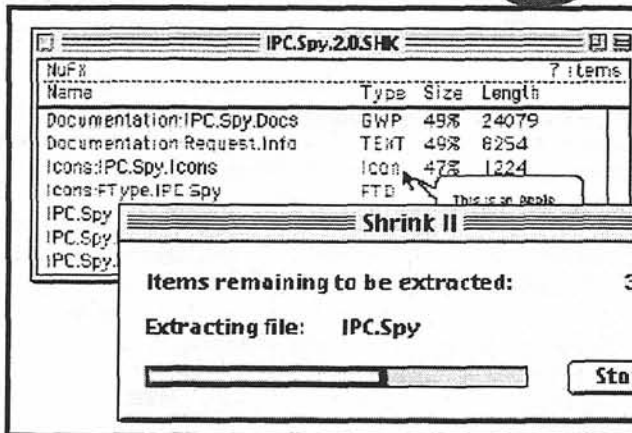 IPC.Spy.2.0.SHK
NuFX 7 items
Name Type Size Length
Documentation:IPC.Spy.Docs GWP 49% 24079
Documentation:Request.Info TEXT 49% 8254
Icons:IPC.Spy.Icons Icon 47% 1224
Icons:FType.IPC.Spy FTD
This is an Apple
IPC.Spy
IPC.Spy.
IPC.Spy.
Shrink II
Items remaining to be extracted: 3
Extracting file: IPC.Spy
Sto